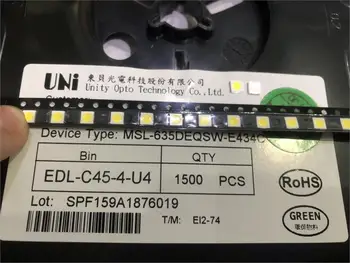 UNi
東貝光電科技股份有限公司
Unity Opto Technology Co., Ltd.
Device Type: MSL-635DEQSW-E434C
Bin
QTY
EDL-C45-4-U4
1500 PCS
RoHS
Lot: SPF159A1876019
T/M: EI2-74
GREEN